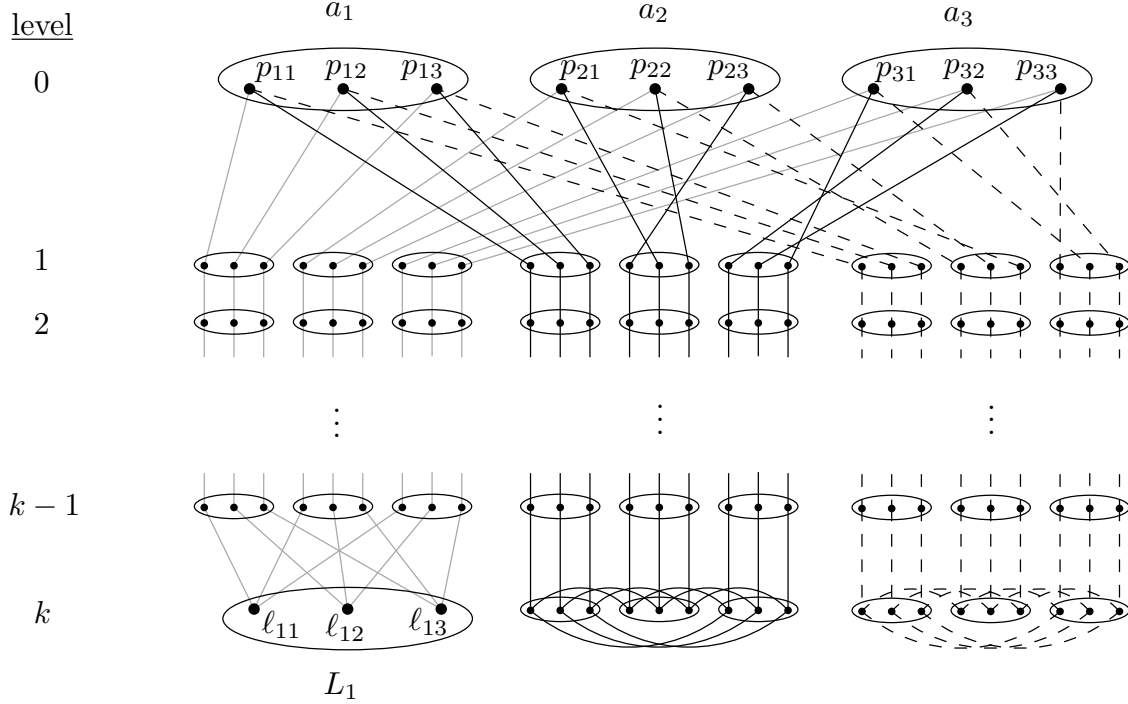 level a₁ a₂ a₃
0 p₁₁ p₁₂ p₁₃ p₂₁ p₂₂ p₂₃ p₃₁ p₃₂ p₃₃
1
2
⋮ ⋮ ⋮
k − 1
k
ℓ₁₁ ℓ₁₂ ℓ₁₃
L₁